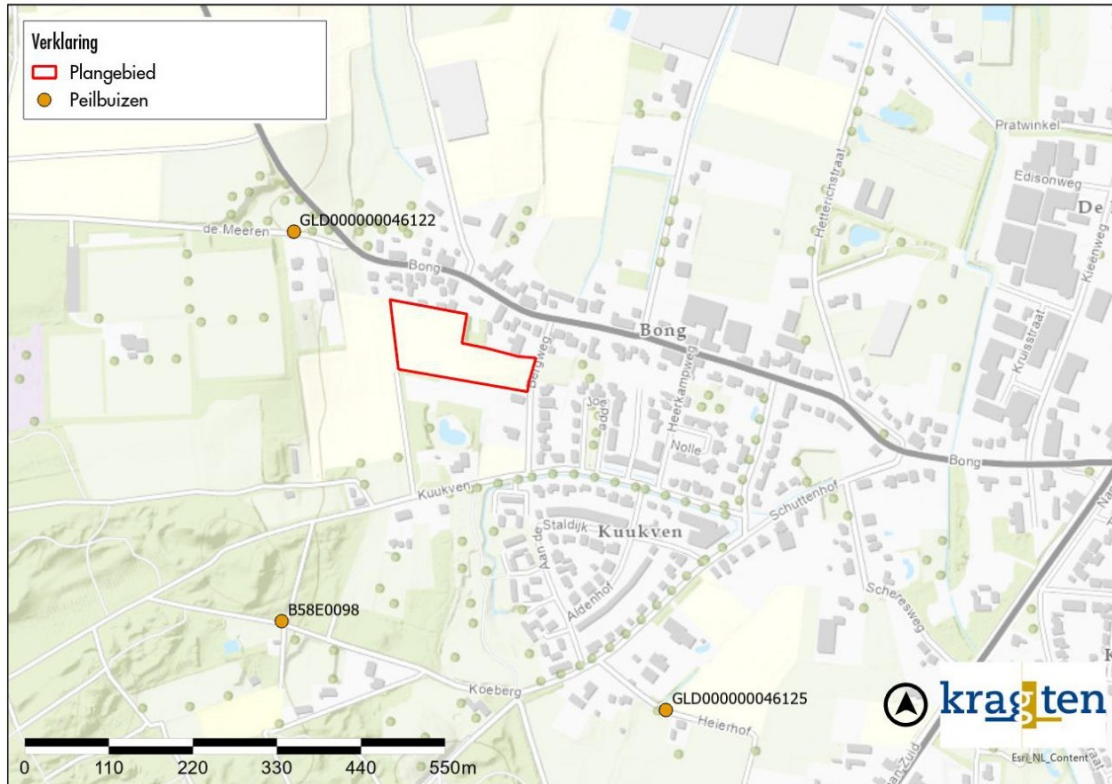 Verklaring
Plangebied
Peilbuizen
Pratwinkel
Edisonweg
De
Kleënweg
Hetterichstraat
Kruisstraat
GLD000000046122
de Meeren
Bong
Bong
Bergweg
Heerkampweg
Nolle
Bong
Kuukven
Schuttenhof
Staldijk
Kuukven
Aan de
Aldenhof
Scheresweg
B58E0098
Koeberg
GLD000000046125
Heierhof
kragten
0 110 220 330 440 550m
Esri_NL_Content